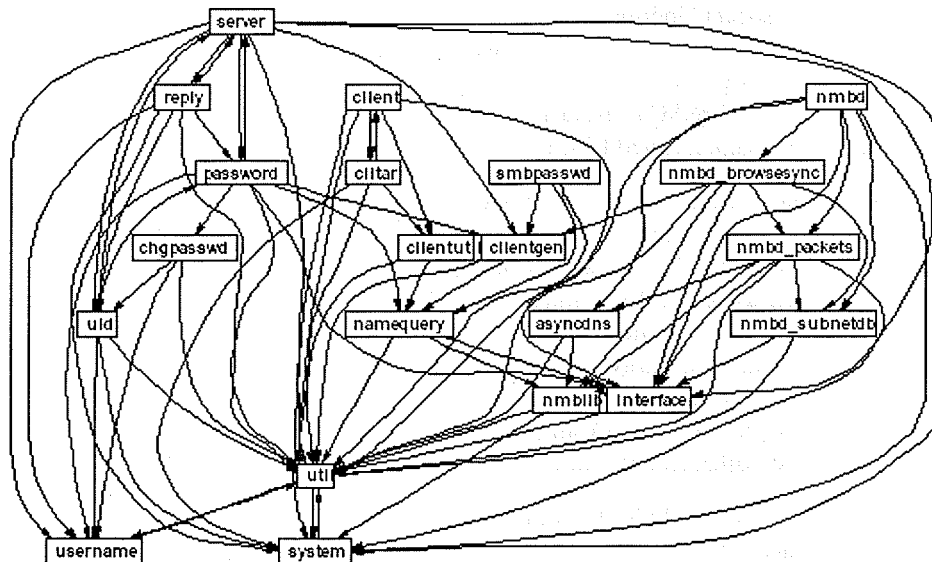 server
reply client nmbd
password clitar smbpasswd nmbd_browsesync
chgpasswd clientut clientgen nmbd_packets
uid namequery asyncdns nmbd_subnetdb
nmblib interface
util
username system